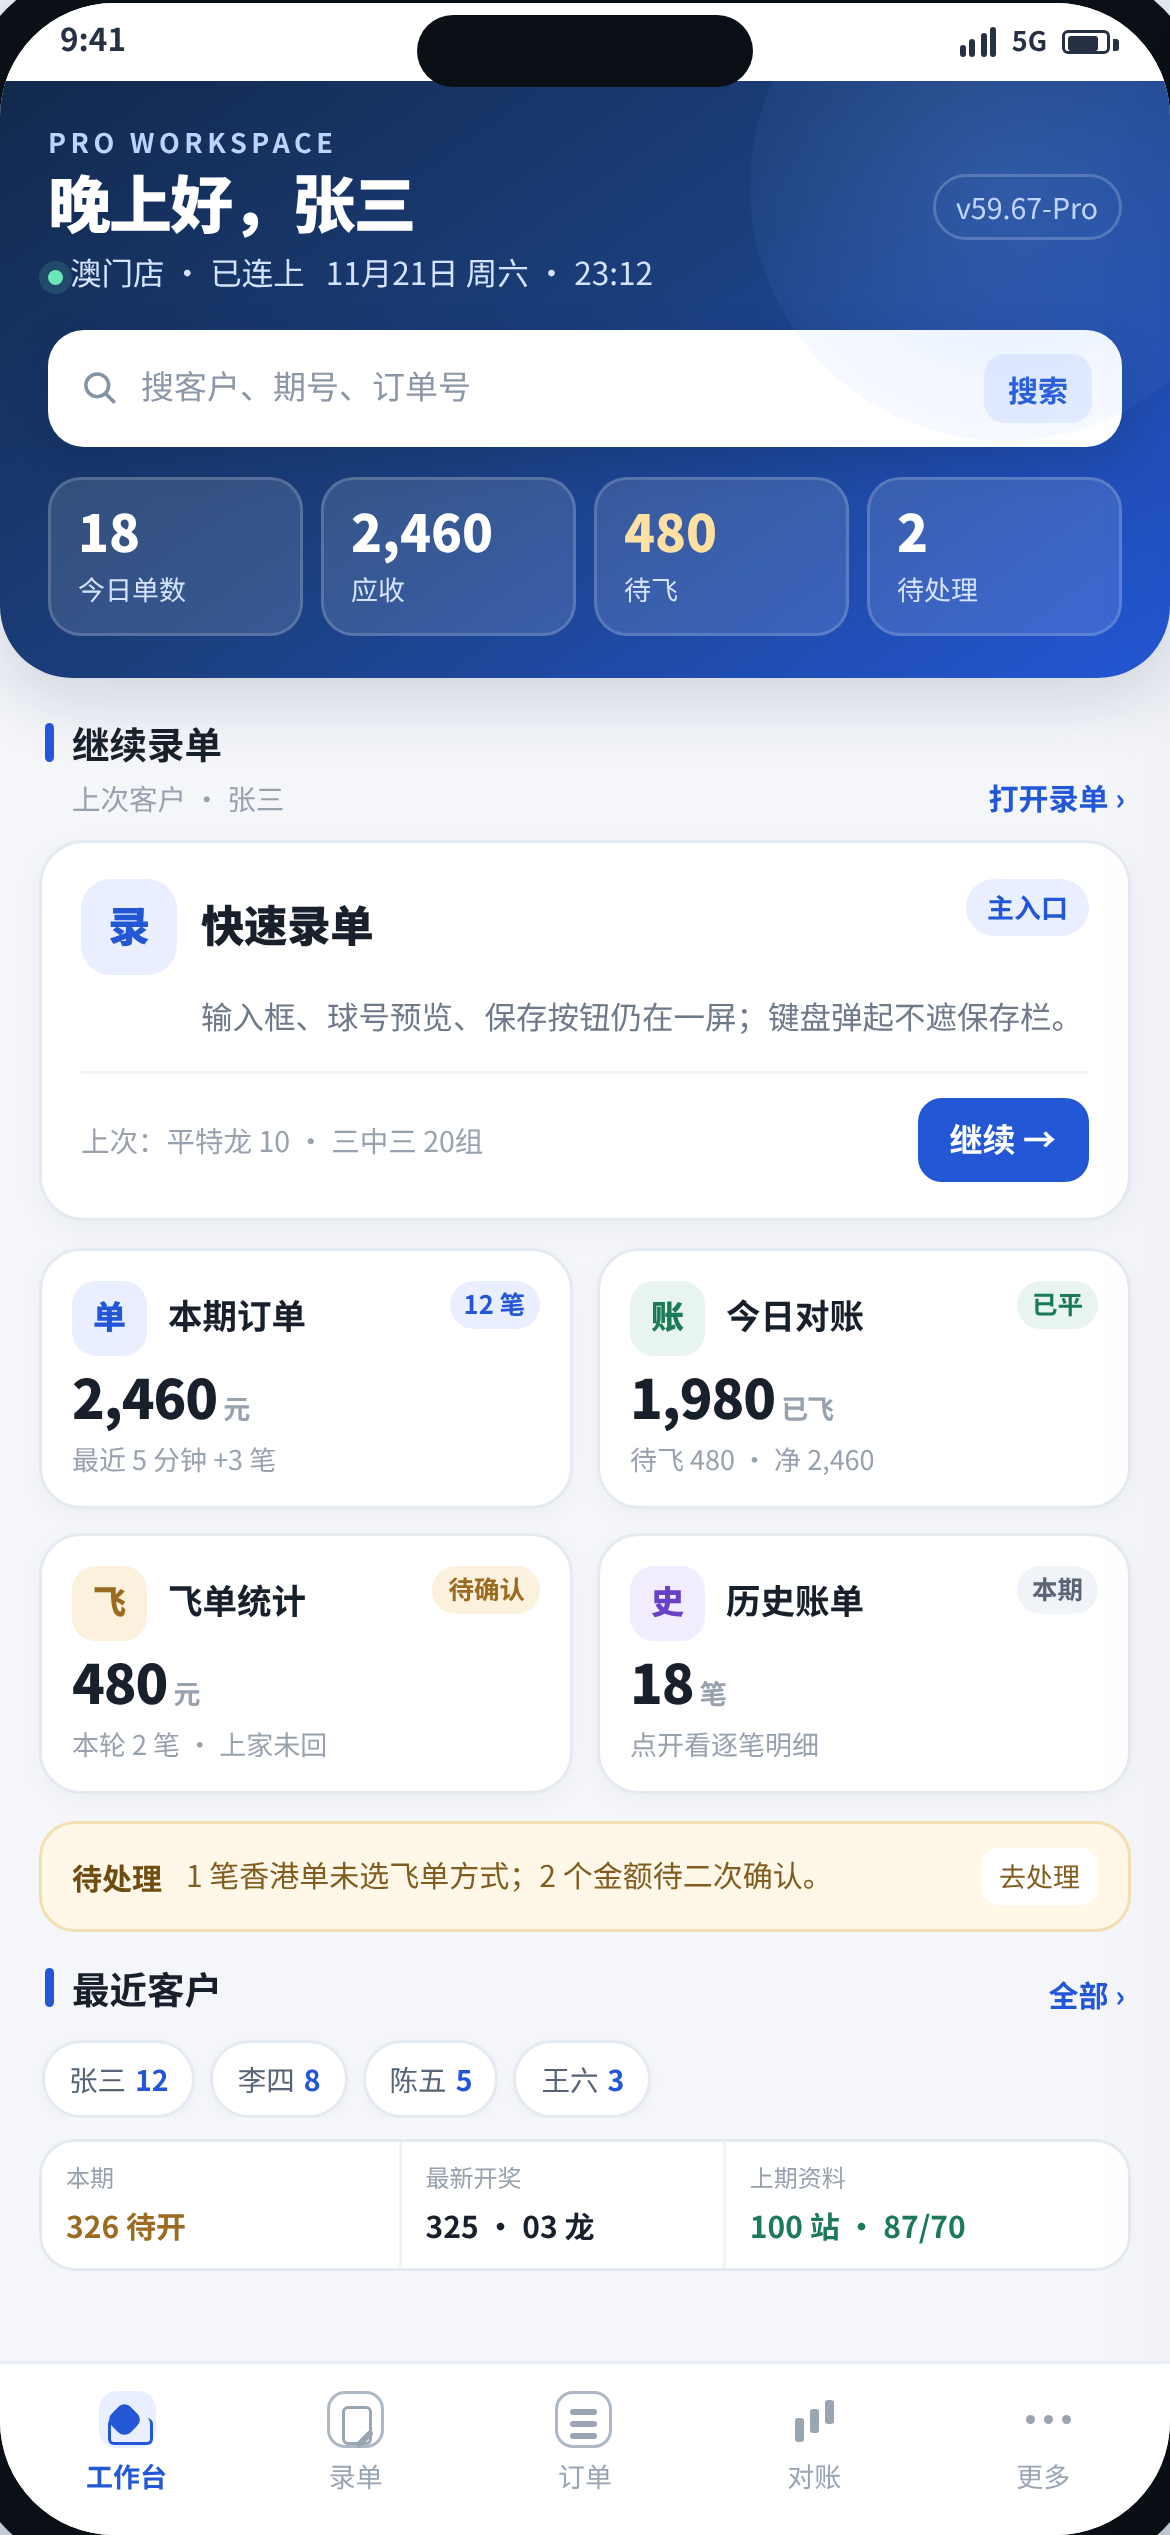 9:41
5G
PRO WORKSPACE
晚上好，张三
v59.67-Pro
澳门店 · 已连上 11月21日 周六 · 23:12
搜客户、期号、订单号
搜索
18
今日单数
2,460
应收
480
待飞
2
待处理
继续录单
上次客户 · 张三
打开录单 ›
录
快速录单
主入口
输入框、球号预览、保存按钮仍在一屏；键盘弹起不遮保存栏。
上次：平特龙 10 · 三中三 20组
继续 →
单
本期订单
12 笔
2,460 元
最近 5 分钟 +3 笔
账
今日对账
已平
1,980 已飞
待飞 480 · 净 2,460
飞
飞单统计
待确认
480 元
本轮 2 笔 · 上家未回
史
历史账单
本期
18 笔
点开看逐笔明细
待处理 1 笔香港单未选飞单方式；2 个金额待二次确认。
去处理
最近客户
全部 ›
张三 12
李四 8
陈五 5
王六 3
本期
326 待开
最新开奖
325 · 03 龙
上期资料
100 站 · 87/70
工作台
录单
订单
对账
更多